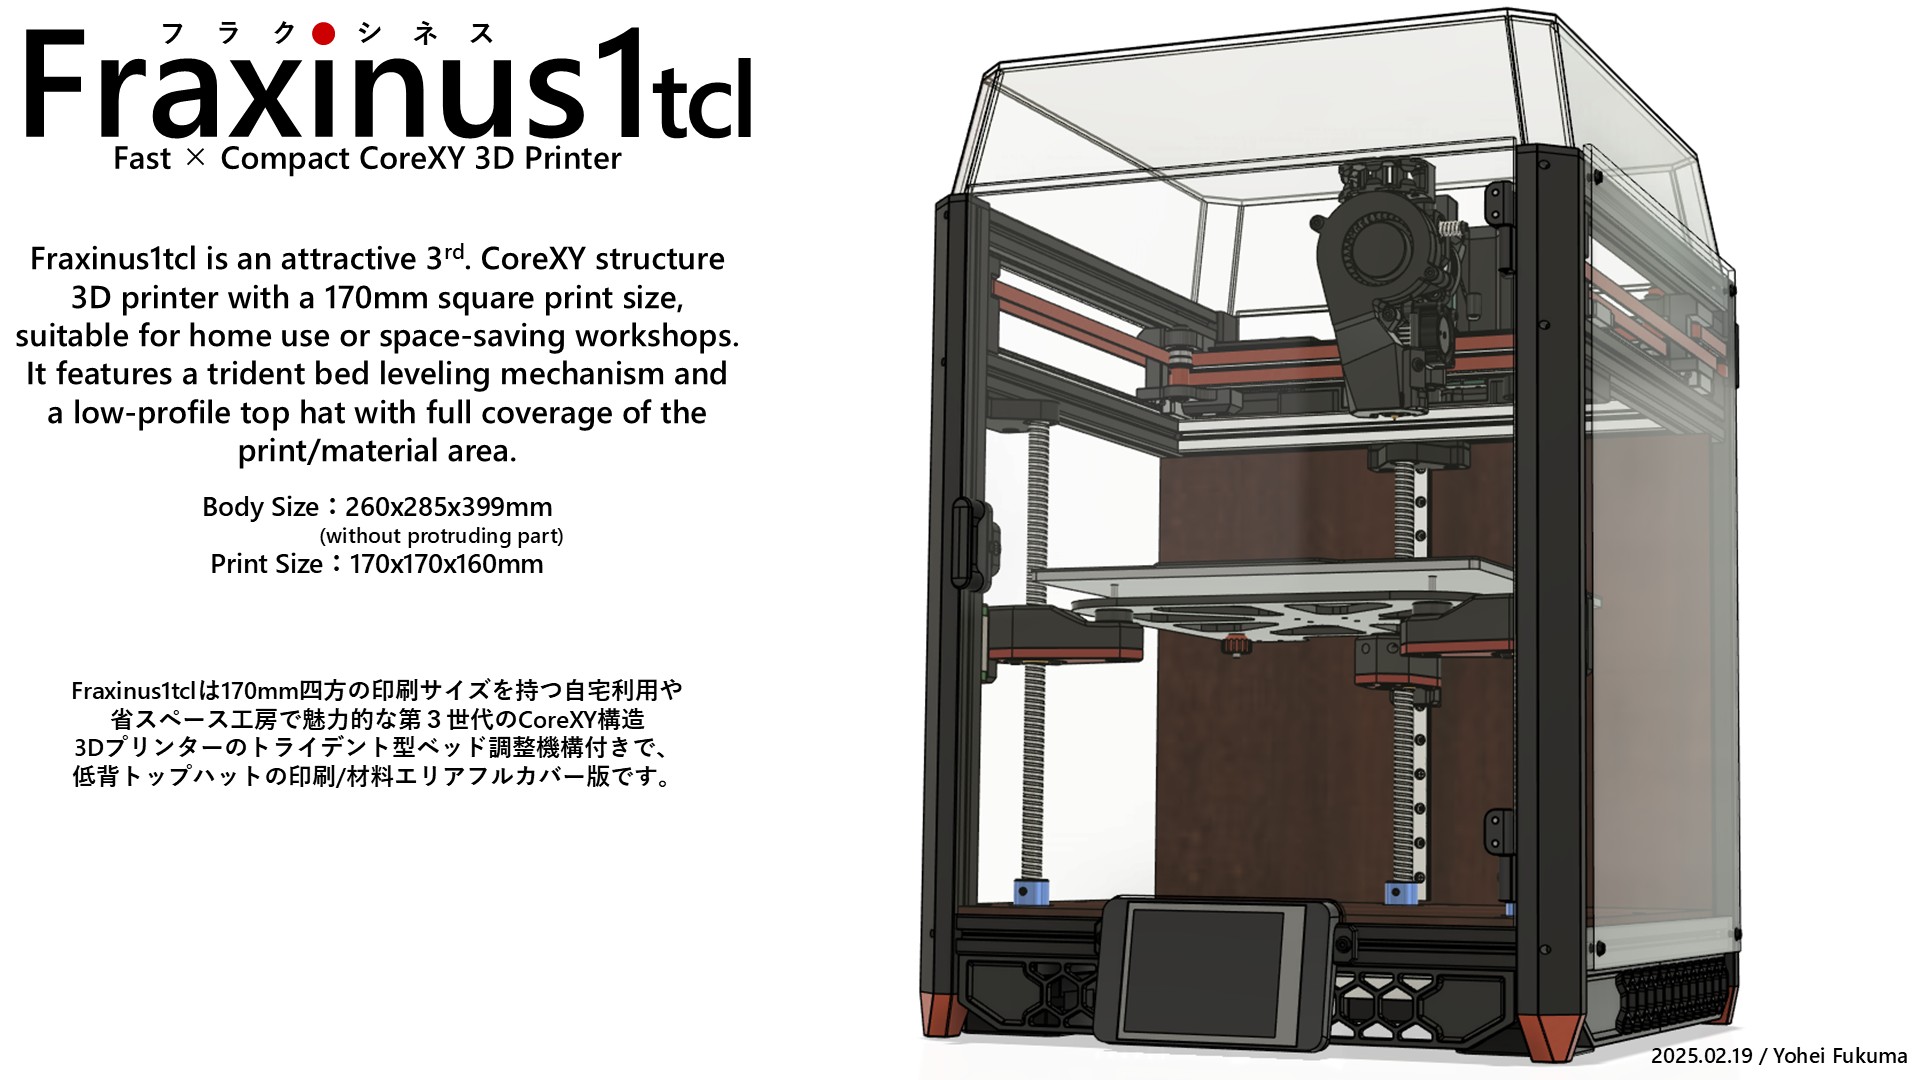 フラク●シネス
Fraxinus1tcl
Fast × Compact CoreXY 3D Printer
Fraxinus1tcl is an attractive 3rd. CoreXY structure
3D printer with a 170mm square print size,
suitable for home use or space-saving workshops.
It features a trident bed leveling mechanism and
a low-profile top hat with full coverage of the
print/material area.
Body Size：260x285x399mm
(without protruding part)
Print Size：170x170x160mm
Fraxinus1tclは170mm四方の印刷サイズを持つ自宅利用や
省スペース工房で魅力的な第３世代のCoreXY構造
3Dプリンターのトライデント型ベッド調整機構付きで、
低背トップハットの印刷/材料エリアフルカバー版です。
2025.02.19 / Yohei Fukuma